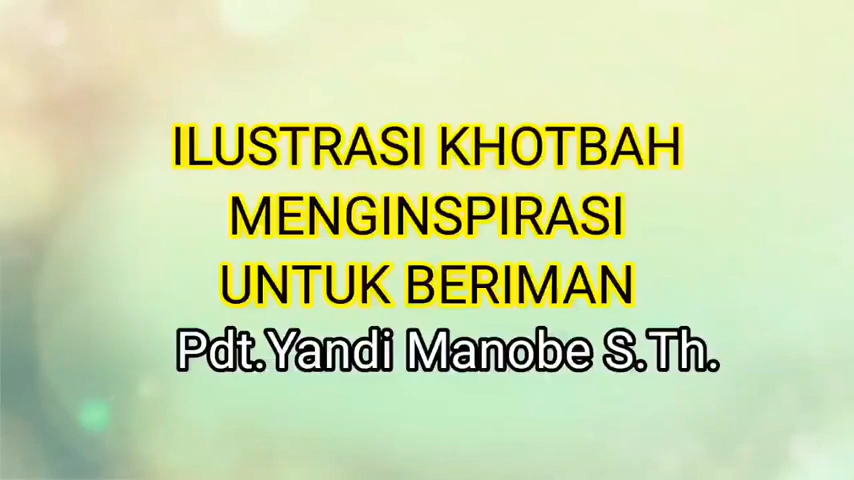 ILUSTRASI KHOTBAH
MENGINSPIRASI
UNTUK BERIMAN
Pdt.Yandi Manobe S.Th.